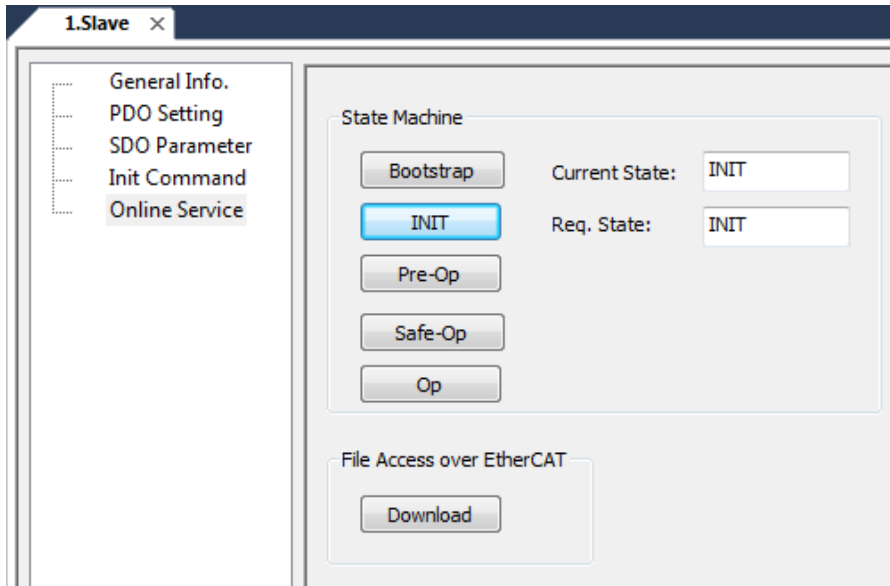 1.Slave
General Info.
PDO Setting
SDO Parameter
Init Command
Online Service
State Machine
Bootstrap
Current State: INIT
INIT
Req. State: INIT
Pre-Op
Safe-Op
Op
File Access over EtherCAT
Download